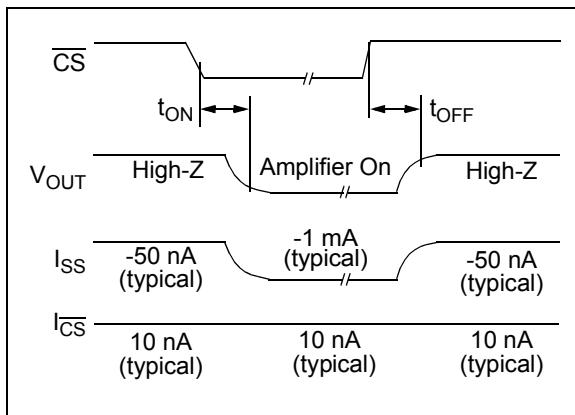 CS
tON
tOFF
VOUT
High-Z
Amplifier On
High-Z
ISS
-50 nA
(typical)
-1 mA
(typical)
-50 nA
(typical)
ICS
10 nA
(typical)
10 nA
(typical)
10 nA
(typical)